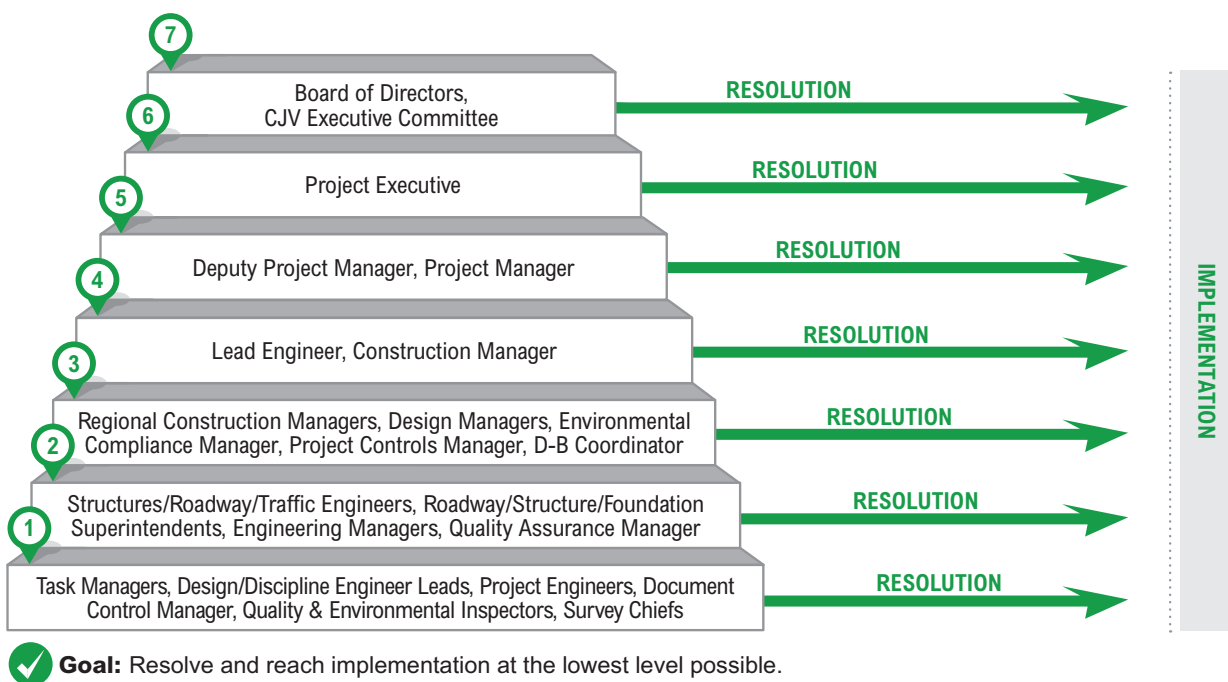 7
Board of Directors,
CJV Executive Committee
RESOLUTION
6
Project Executive
RESOLUTION
5
Deputy Project Manager, Project Manager
RESOLUTION
4
Lead Engineer, Construction Manager
RESOLUTION
3
Regional Construction Managers, Design Managers, Environmental
Compliance Manager, Project Controls Manager, D-B Coordinator
RESOLUTION
2
Structures/Roadway/Traffic Engineers, Roadway/Structure/Foundation
Superintendents, Engineering Managers, Quality Assurance Manager
RESOLUTION
1
Task Managers, Design/Discipline Engineer Leads, Project Engineers, Document
Control Manager, Quality & Environmental Inspectors, Survey Chiefs
RESOLUTION
IMPLEMENTATION
Goal: Resolve and reach implementation at the lowest level possible.